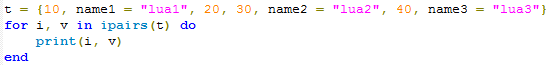 t = {10, name1 = "lua1", 20, 30, name2 = "lua2", 40, name3 = "lua3"}
for i, v in ipairs(t) do
    print(i, v)
end